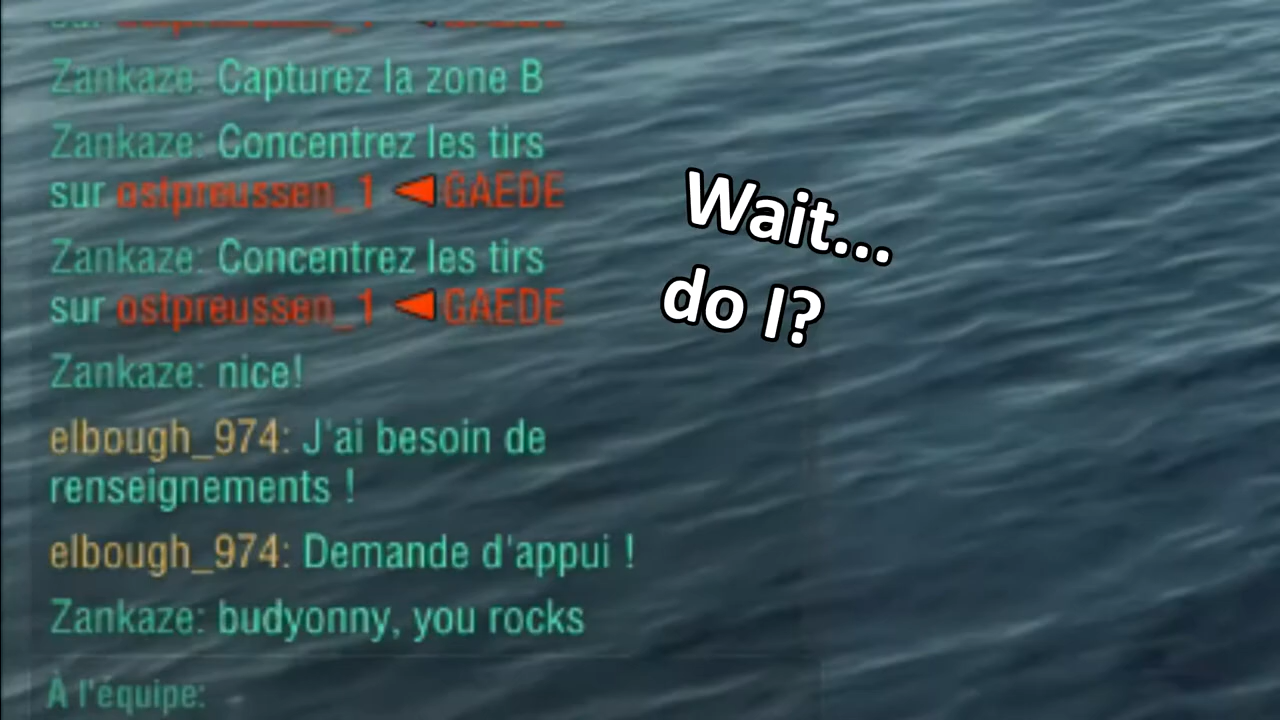 Zankaze: Capturez la zone B
Zankaze: Concentrez les tirs
sur ostpreussen_1 ◀ GAEDE
Zankaze: Concentrez les tirs
sur ostpreussen_1 ◀ GAEDE
Zankaze: nice!
elbough_974: J'ai besoin de
renseignements !
elbough_974: Demande d'appui !
Zankaze: budyonny, you rocks
À l'équipe:
Wait...
do I?